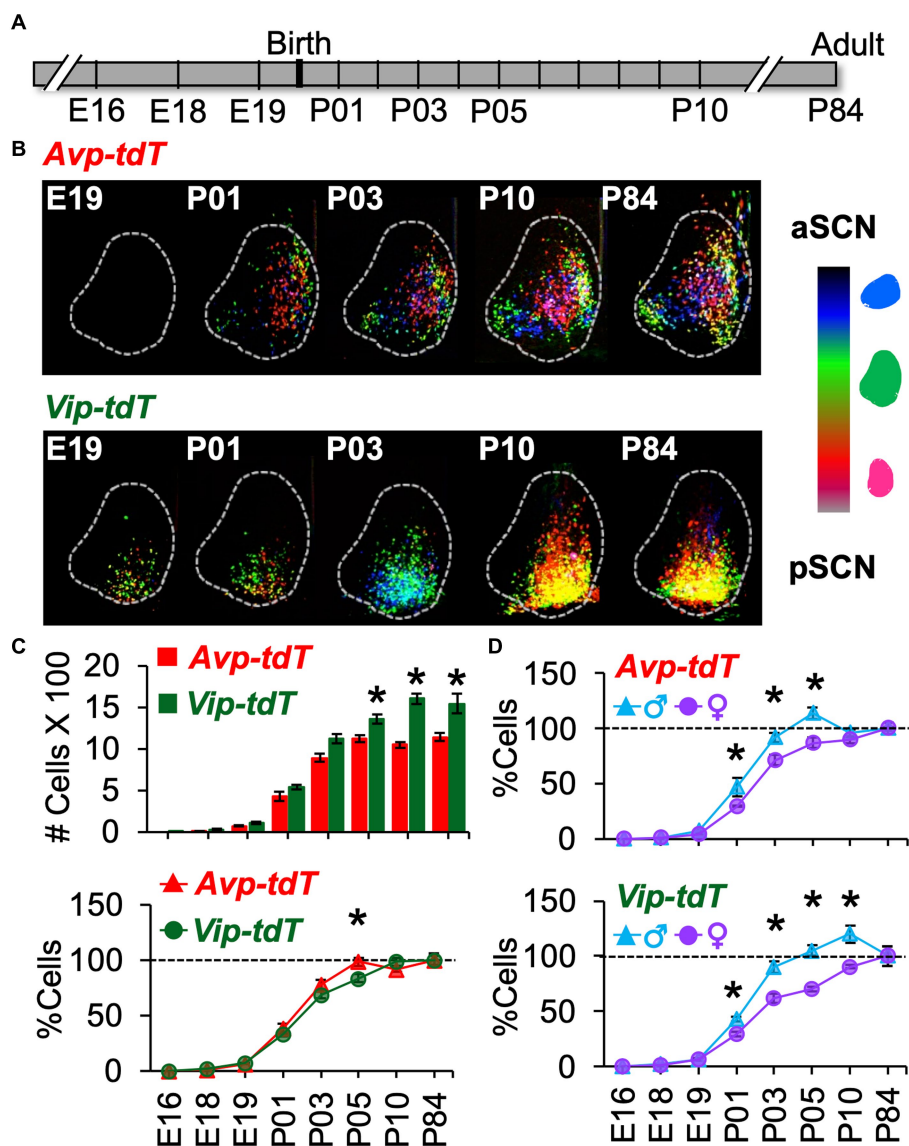 A
Birth
Adult
E16
E18
E19
P01
P03
P05
P10
P84
B
Avp-tdT
E19
P01
P03
P10
P84
aSCN
Vip-tdT
E19
P01
P03
P10
P84
pSCN
C
Avp-tdT
Vip-tdT
# Cells X 100
20
15
10
5
0
*
*
*
Avp-tdT
Vip-tdT
%Cells
150
100
50
0
*
E16
E18
E19
P01
P03
P05
P10
P84
D
Avp-tdT
♂ ♀
%Cells
150
100
50
0
*
*
*
Vip-tdT
♂ ♀
%Cells
150
100
50
0
*
*
*
*
E16
E18
E19
P01
P03
P05
P10
P84